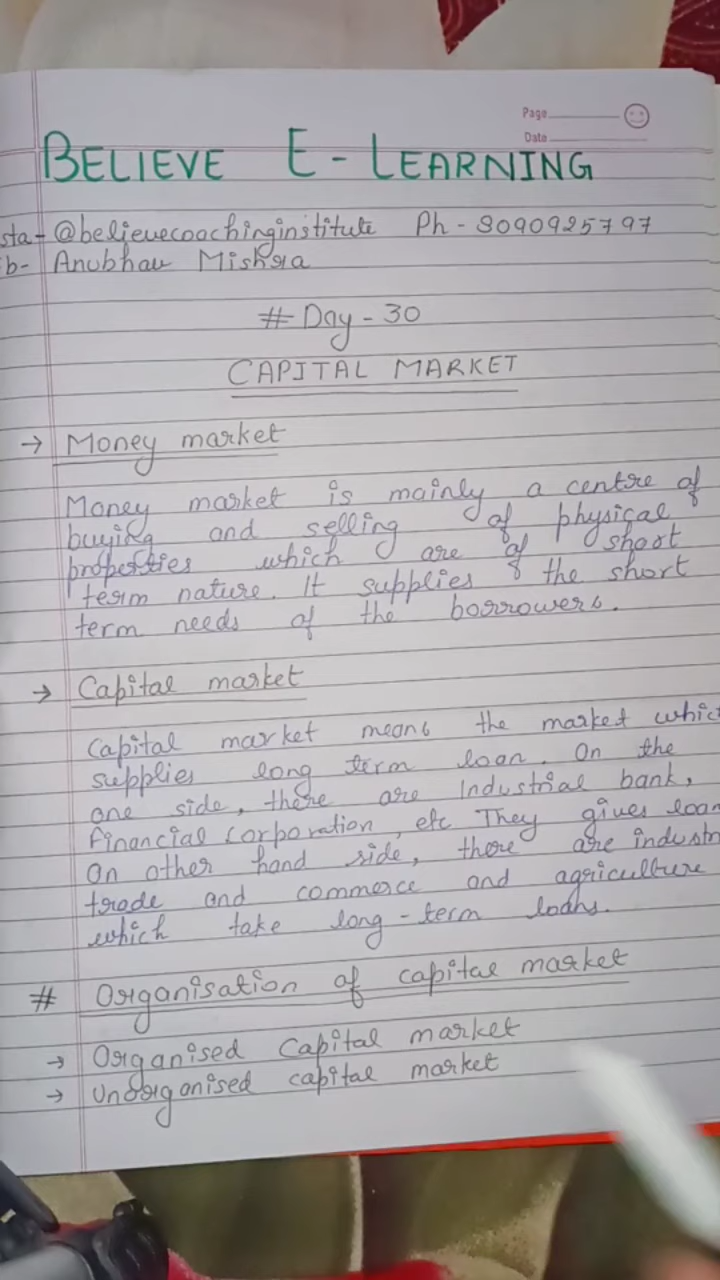 Page
Date
BELIEVE E-LEARNING
sta- @believecoachinginstitute Ph - 9090925797
b- Anubhav Mishra
# Day - 30
CAPITAL MARKET
→ Money market
Money market is mainly a centre of
buying and selling of physical
properties which are of short
term nature. It supplies the short
term needs of the borrowers.
→ Capital market
Capital market means the market whic
supplies long term loan. On the
one side, there are Industrial bank,
Financial Corporation, etc They gives loan
On other hand side, there are industr
trade and commerce and agriculture
which take long-term loans.
# Organisation of capital market
→ Organised Capital market
→ Unorganised capital market